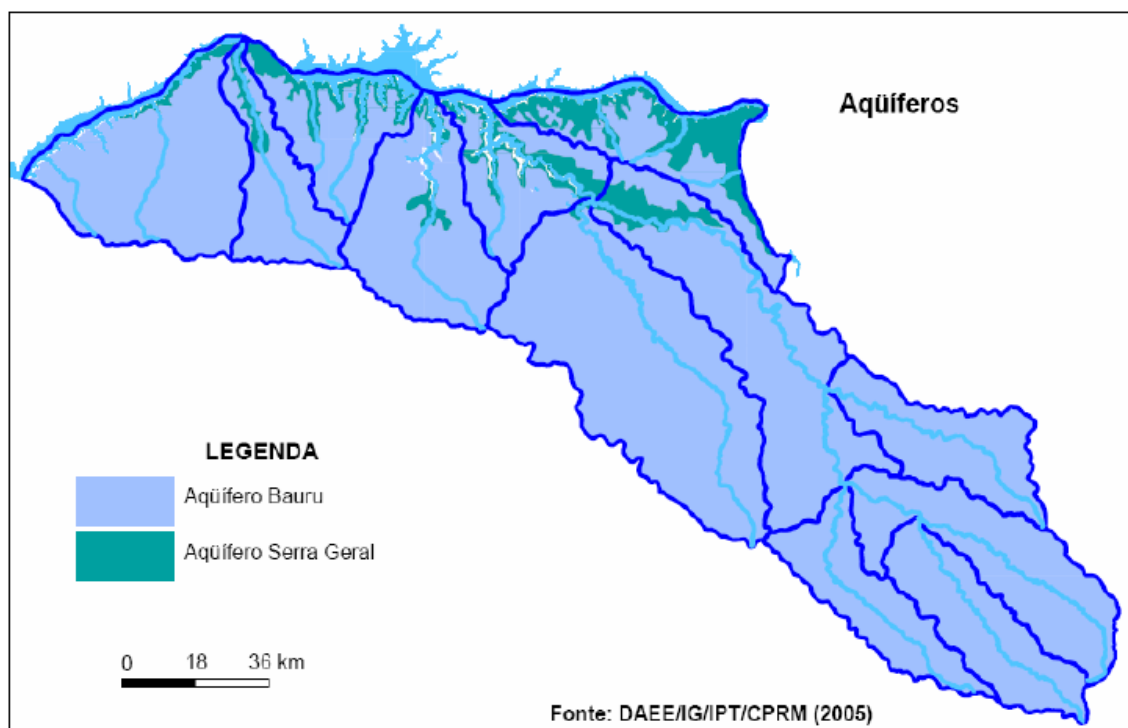 Aqüíferos
LEGENDA
Aqüífero Bauru
Aqüífero Serra Geral
0 18 36 km
Fonte: DAEE/IG/IPT/CPRM (2005)